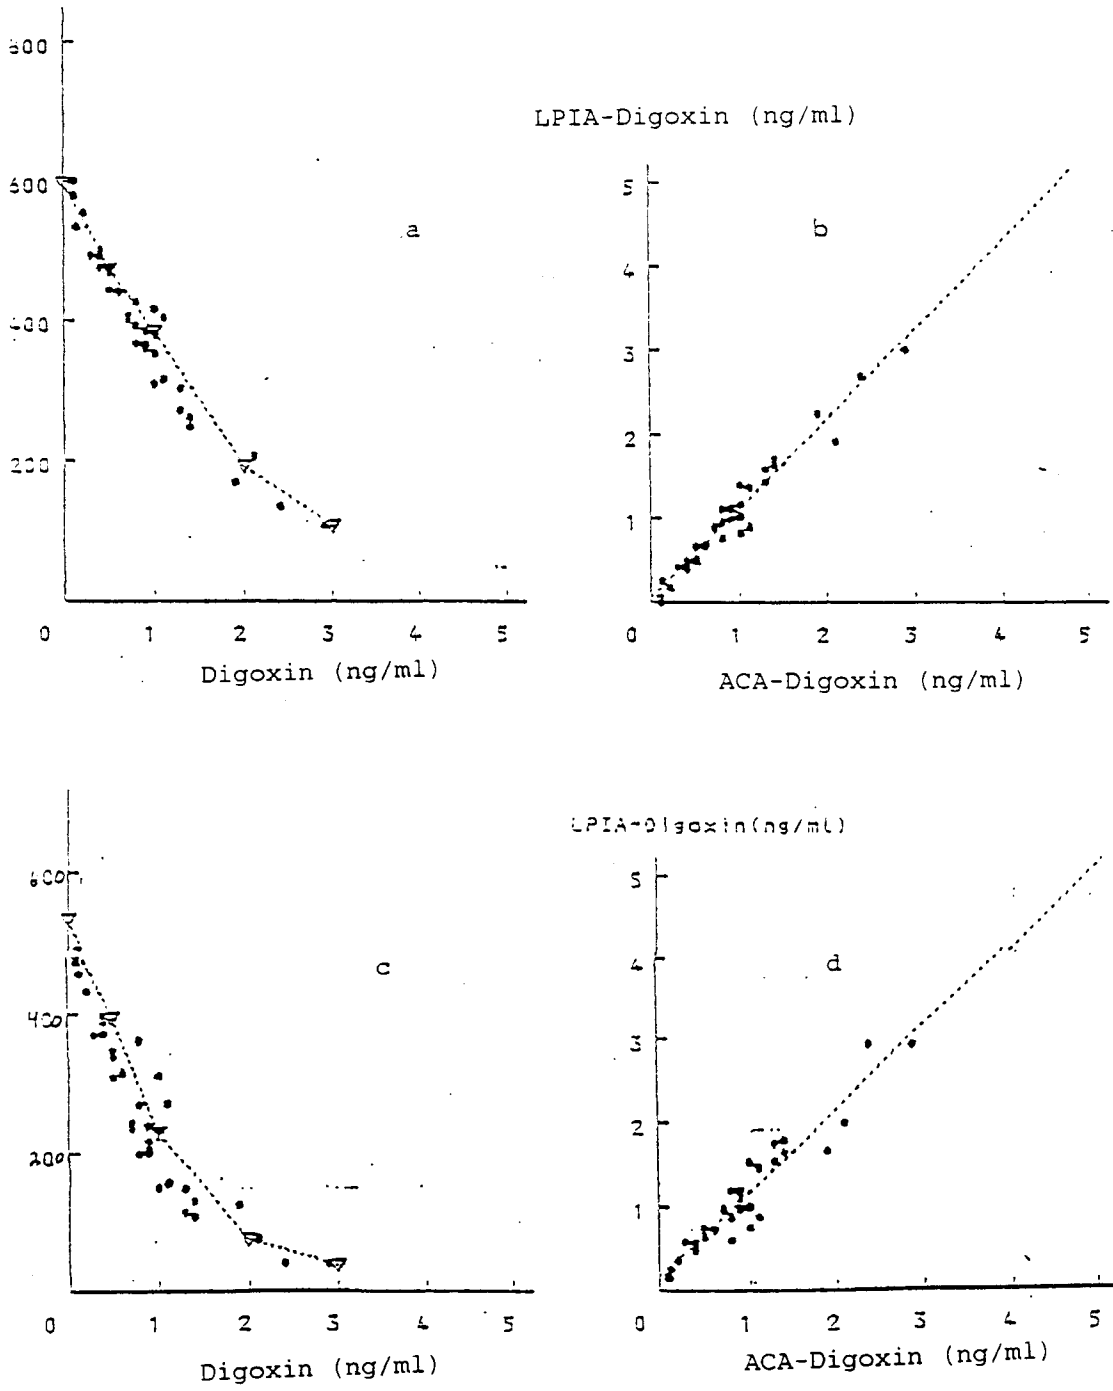 800
LPIA-Digoxin (ng/ml)
600
a
400
200
0 1 2 3 4 5
Digoxin (ng/ml)
5
b
4
3
2
1
0 1 2 3 4 5
ACA-Digoxin (ng/ml)
600
c
400
200
0 1 2 3 4 5
Digoxin (ng/ml)
LPIA-Digoxin(ng/ml)
5
4
d
3
2
1
0 1 2 3 4 5
ACA-Digoxin (ng/ml)